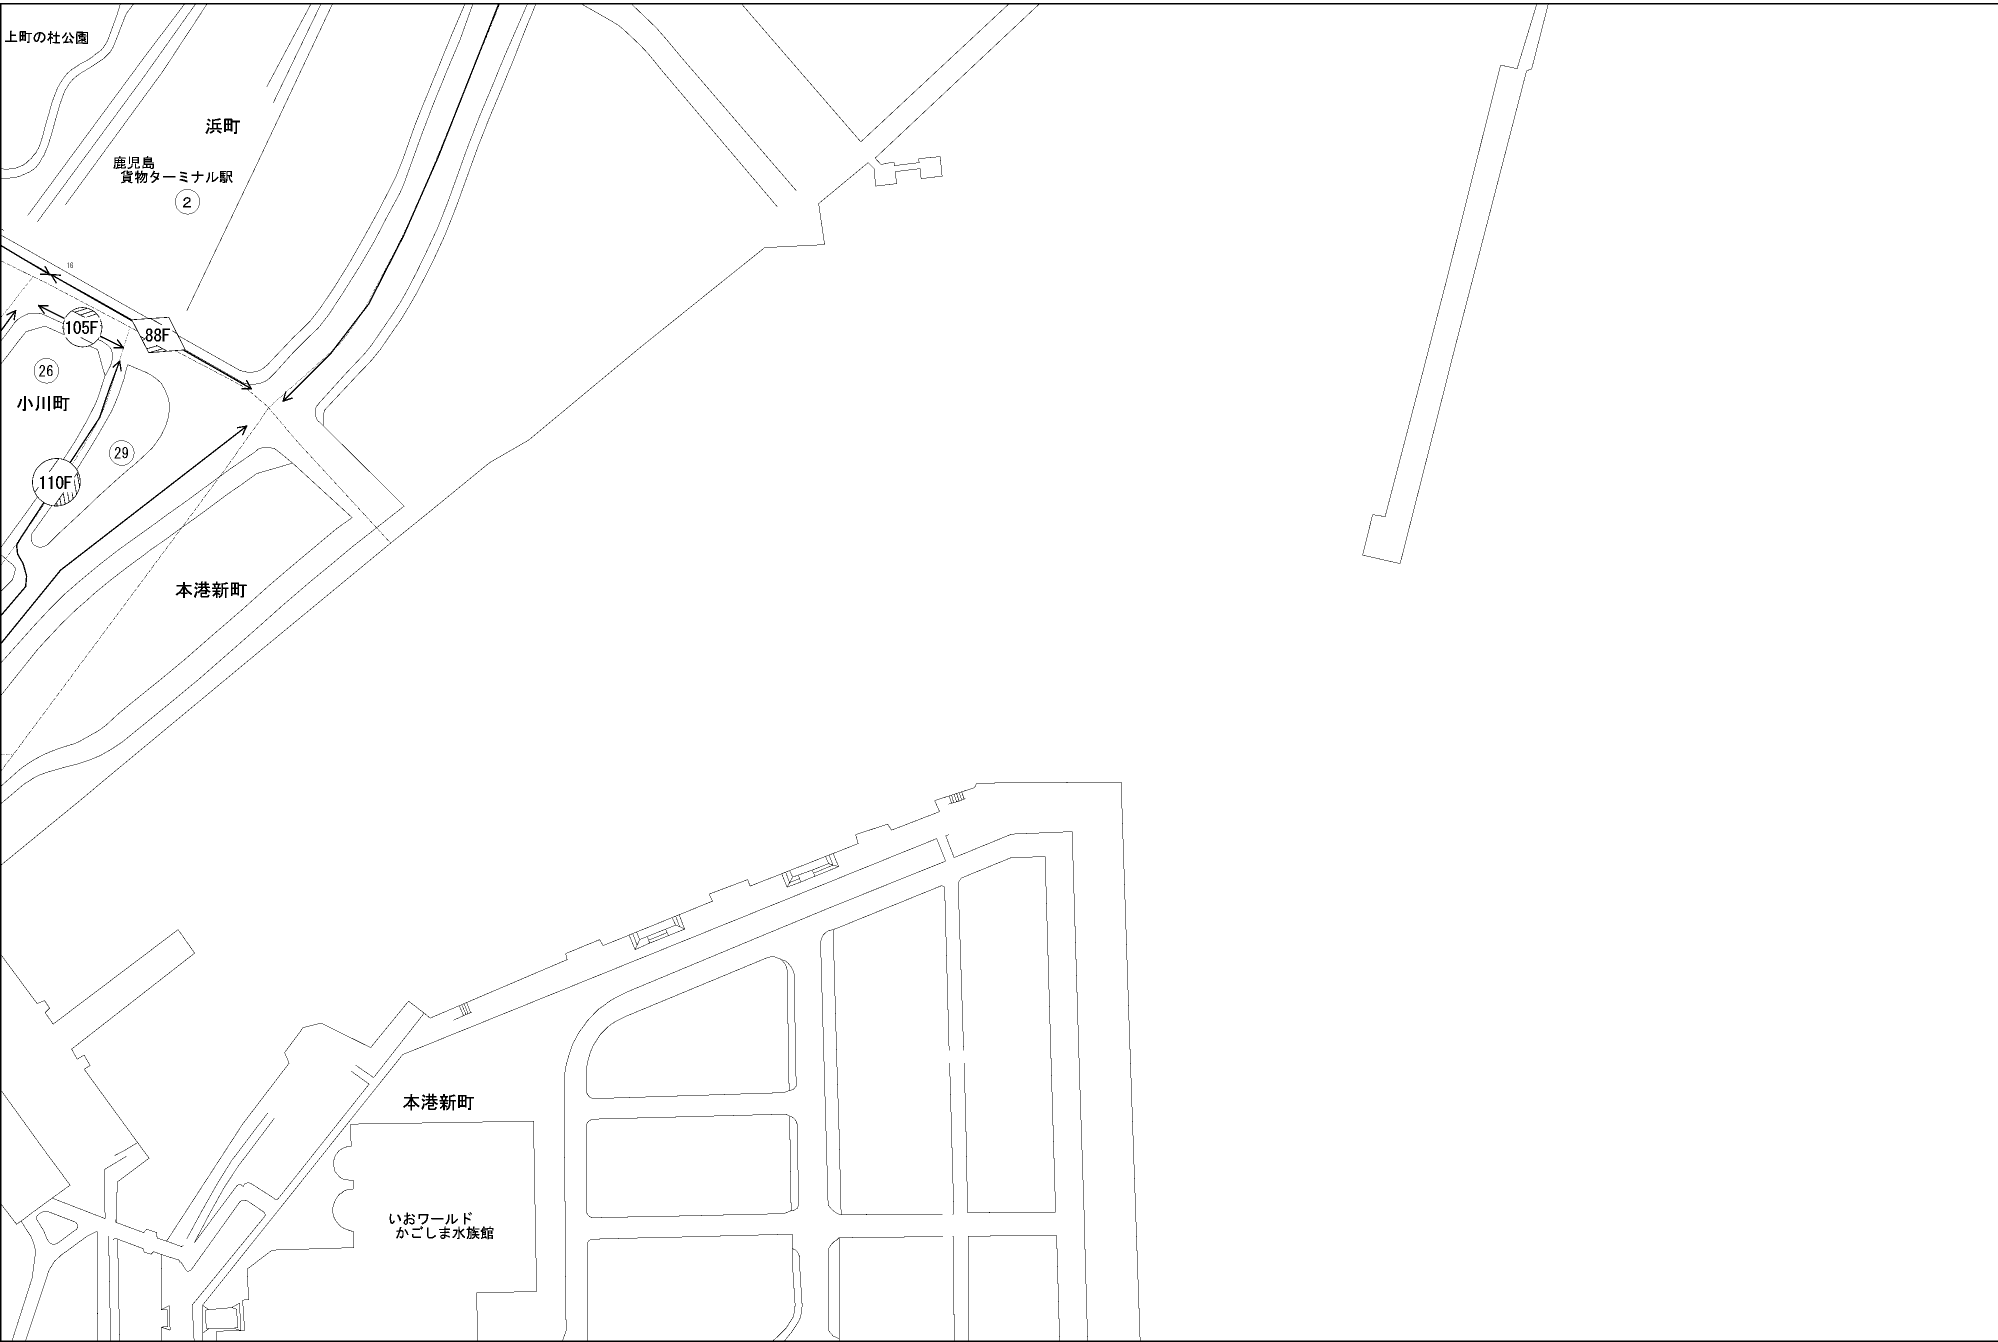 上町の杜公園
浜町
鹿児島
貨物ターミナル駅
2
16
105F
88F
26
小川町
29
110F
本港新町
本港新町
いおワールド
かごしま水族館